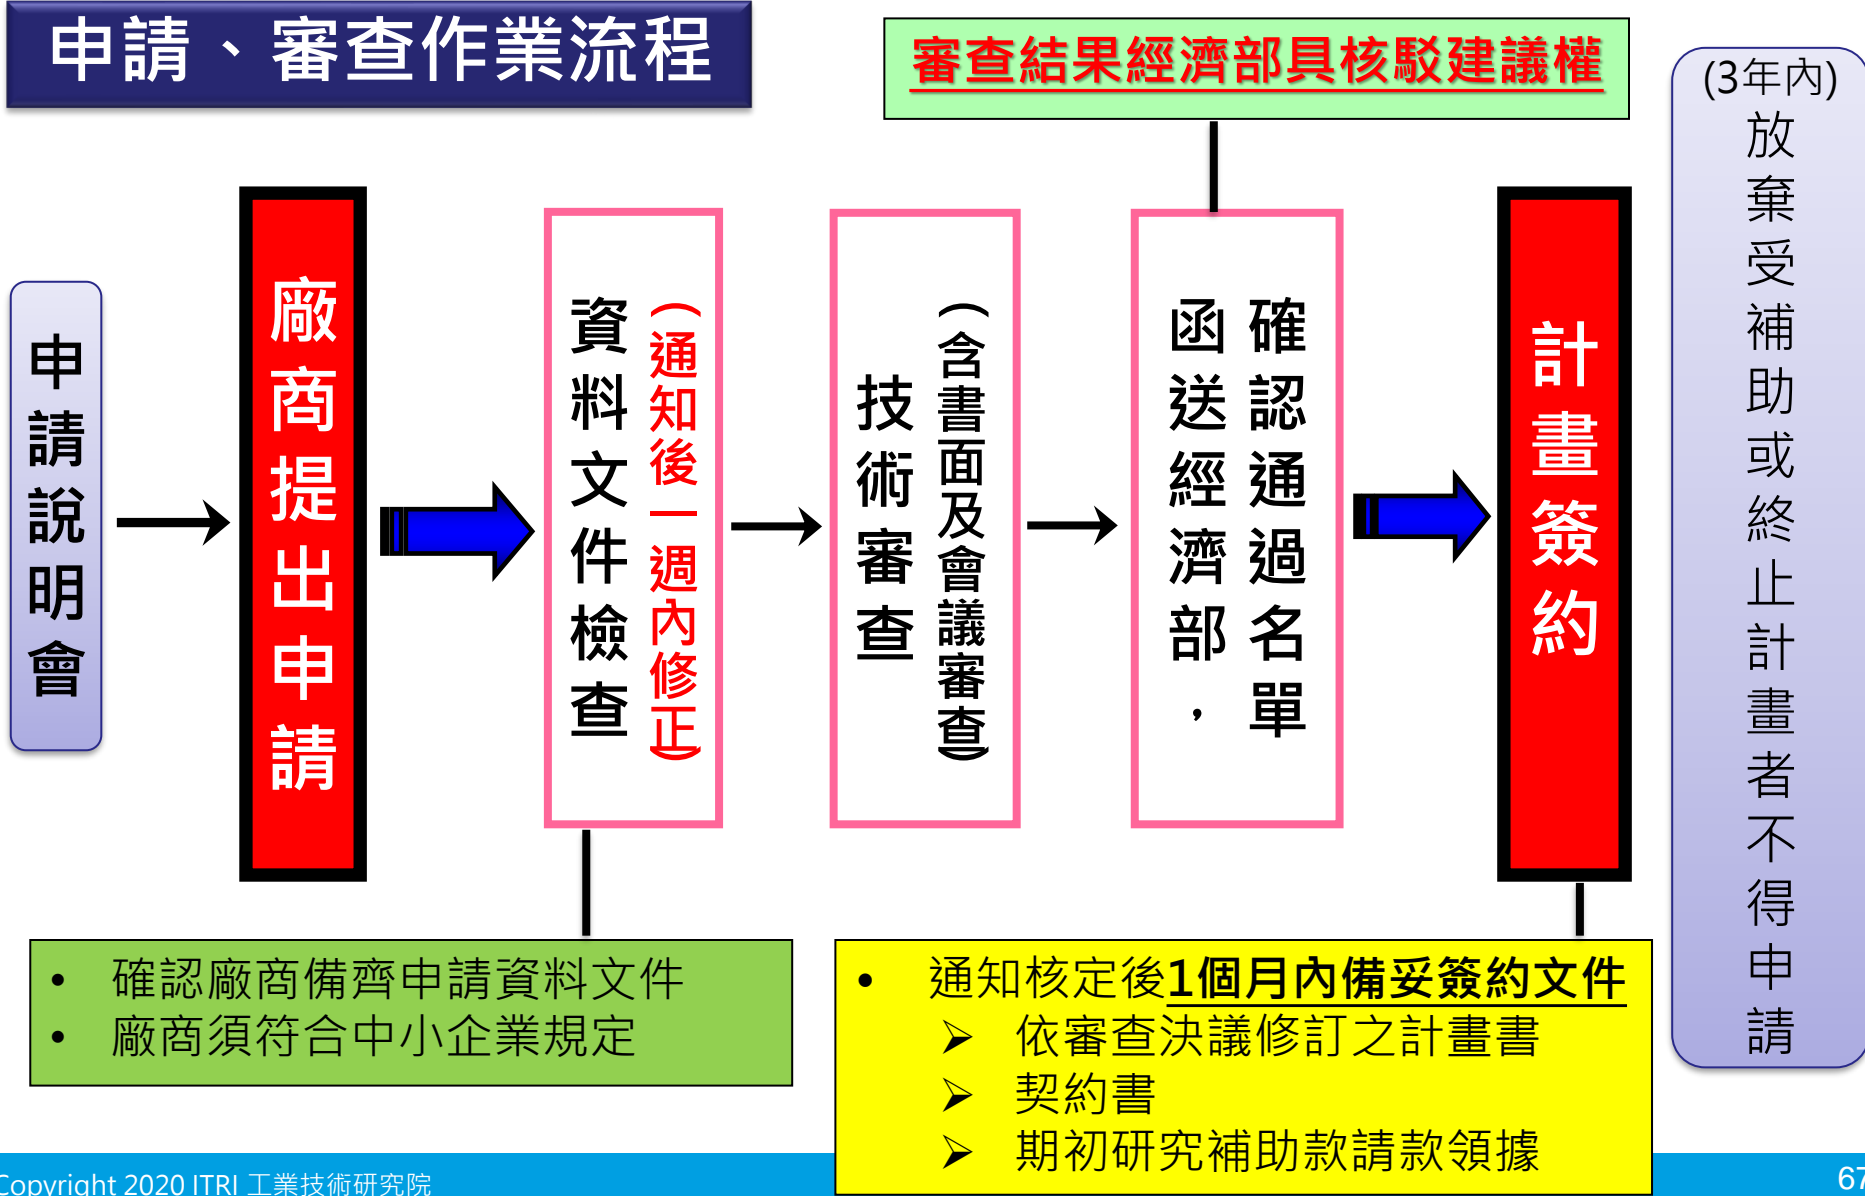 申請、審查作業流程
審查結果經濟部具核駁建議權
(3年內)
放棄受補助或終止計畫者不得申請
申請說明會
廠商提出申請
資料文件檢查
(通知後一週內修正)
技術審查
(含書面及會議審查)
確認通過名單
函送經濟部，
計畫簽約
• 確認廠商備齊申請資料文件
• 廠商須符合中小企業規定
• 通知核定後1個月內備妥簽約文件
➢ 依審查決議修訂之計畫書
➢ 契約書
➢ 期初研究補助款請款領據
Copyright 2020 ITRI 工業技術研究院
67